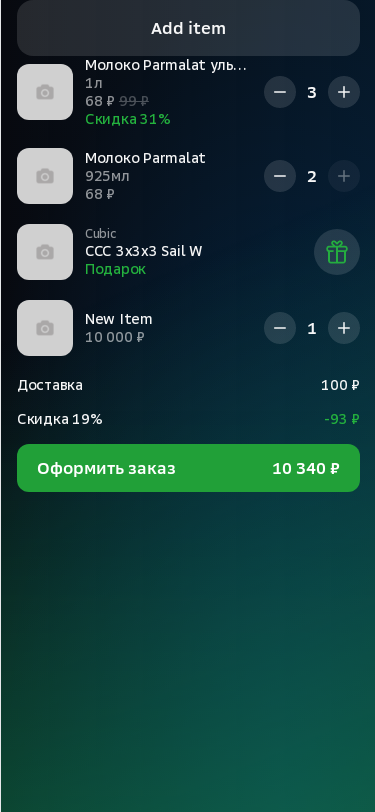 Add item
Молоко Parmalat уль...
1л
68 ₽ 99 ₽
Скидка 31%
3
Молоко Parmalat
925мл
68 ₽
2
Cubic
CCC 3x3x3 Sail W
Подарок
New Item
10 000 ₽
1
Доставка 100 ₽
Скидка 19% -93 ₽
Оформить заказ 10 340 ₽